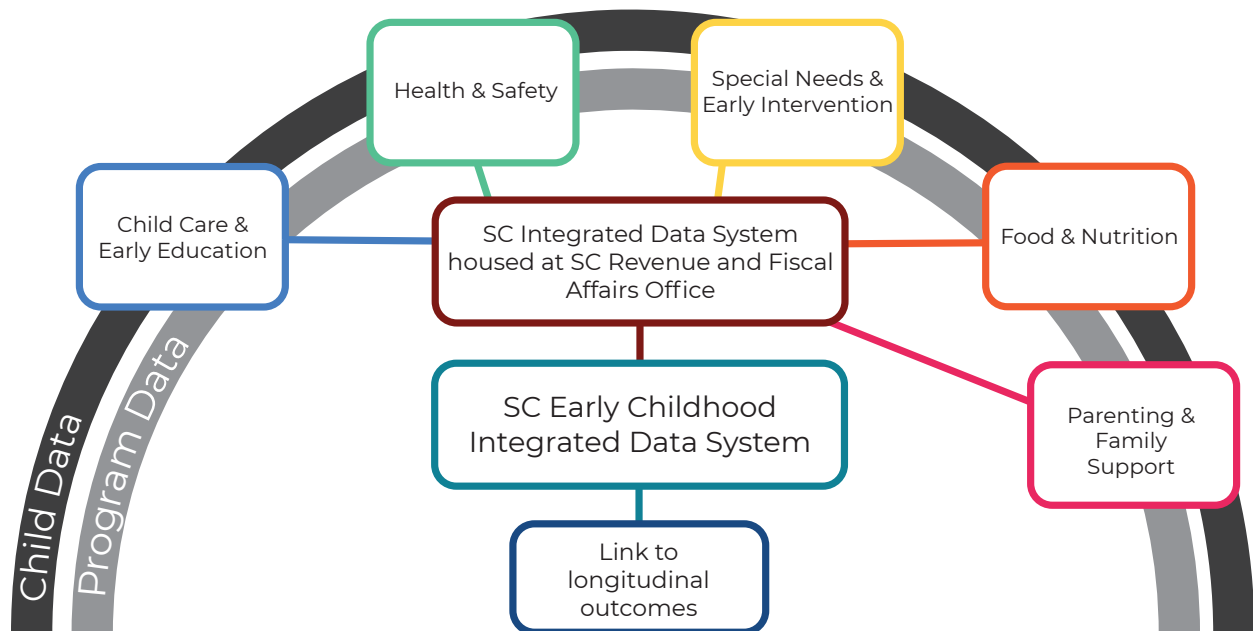 Health & Safety
Special Needs &
Early Intervention
Child Care &
Early Education
SC Integrated Data System
housed at SC Revenue and Fiscal
Affairs Office
Food & Nutrition
SC Early Childhood
Integrated Data System
Parenting &
Family
Support
Link to
longitudinal
outcomes
Child Data
Program Data